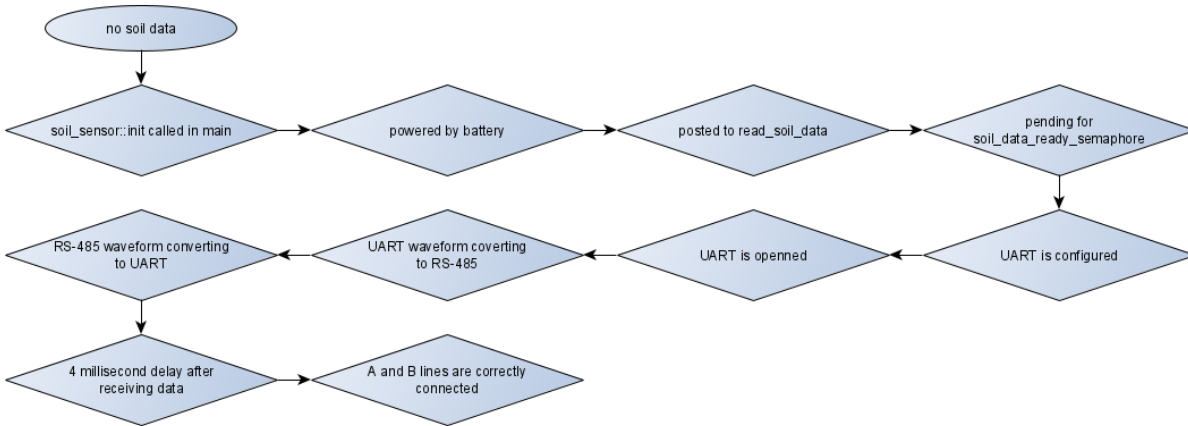 no soil data
soil_sensor::init called in main
powered by battery
posted to read_soil_data
pending for
soil_data_ready_semaphore
RS-485 waveform converting
to UART
UART waveform coverting
to RS-485
UART is openned
UART is configured
4 millisecond delay after
receiving data
A and B lines are correctly
connected